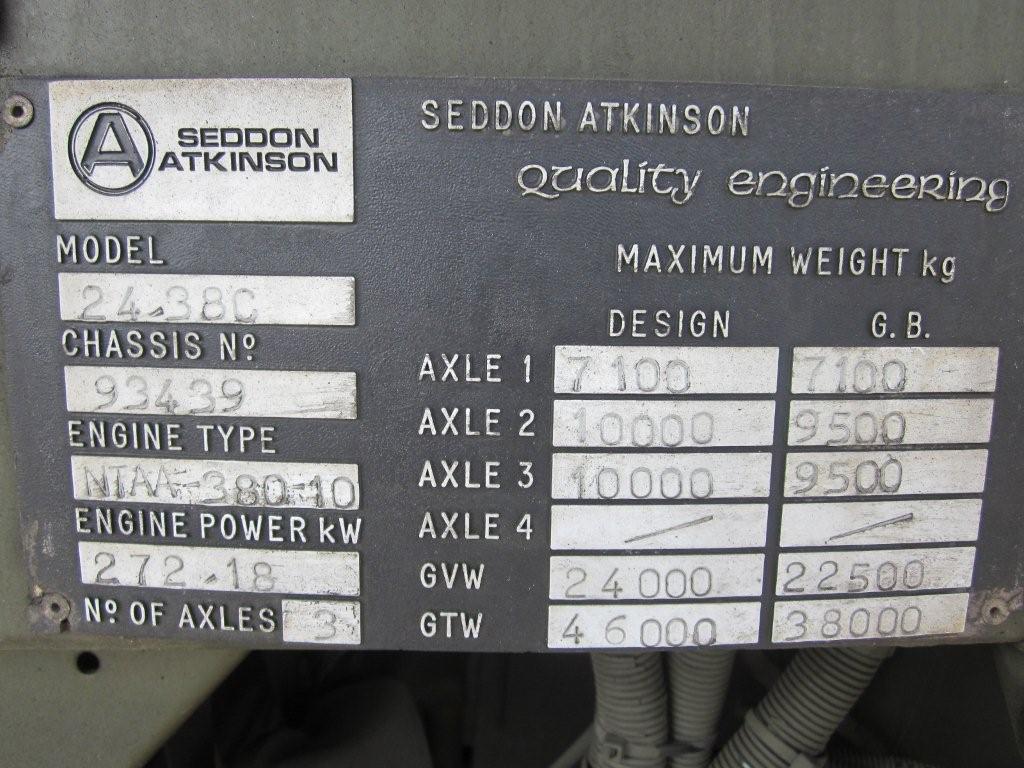 A
SEDDON
ATKINSON
SEDDON ATKINSON
Quality engineering
MODEL
24.38C
CHASSIS Nº
93439
ENGINE TYPE
NTAA-380-10
ENGINE POWER kW
272.18
Nº OF AXLES 3
MAXIMUM WEIGHT kg
DESIGN G.B.
AXLE 1 7100 7100
AXLE 2 10000 9500
AXLE 3 10000 9500
AXLE 4 / /
GVW 24000 22500
GTW 46000 38000